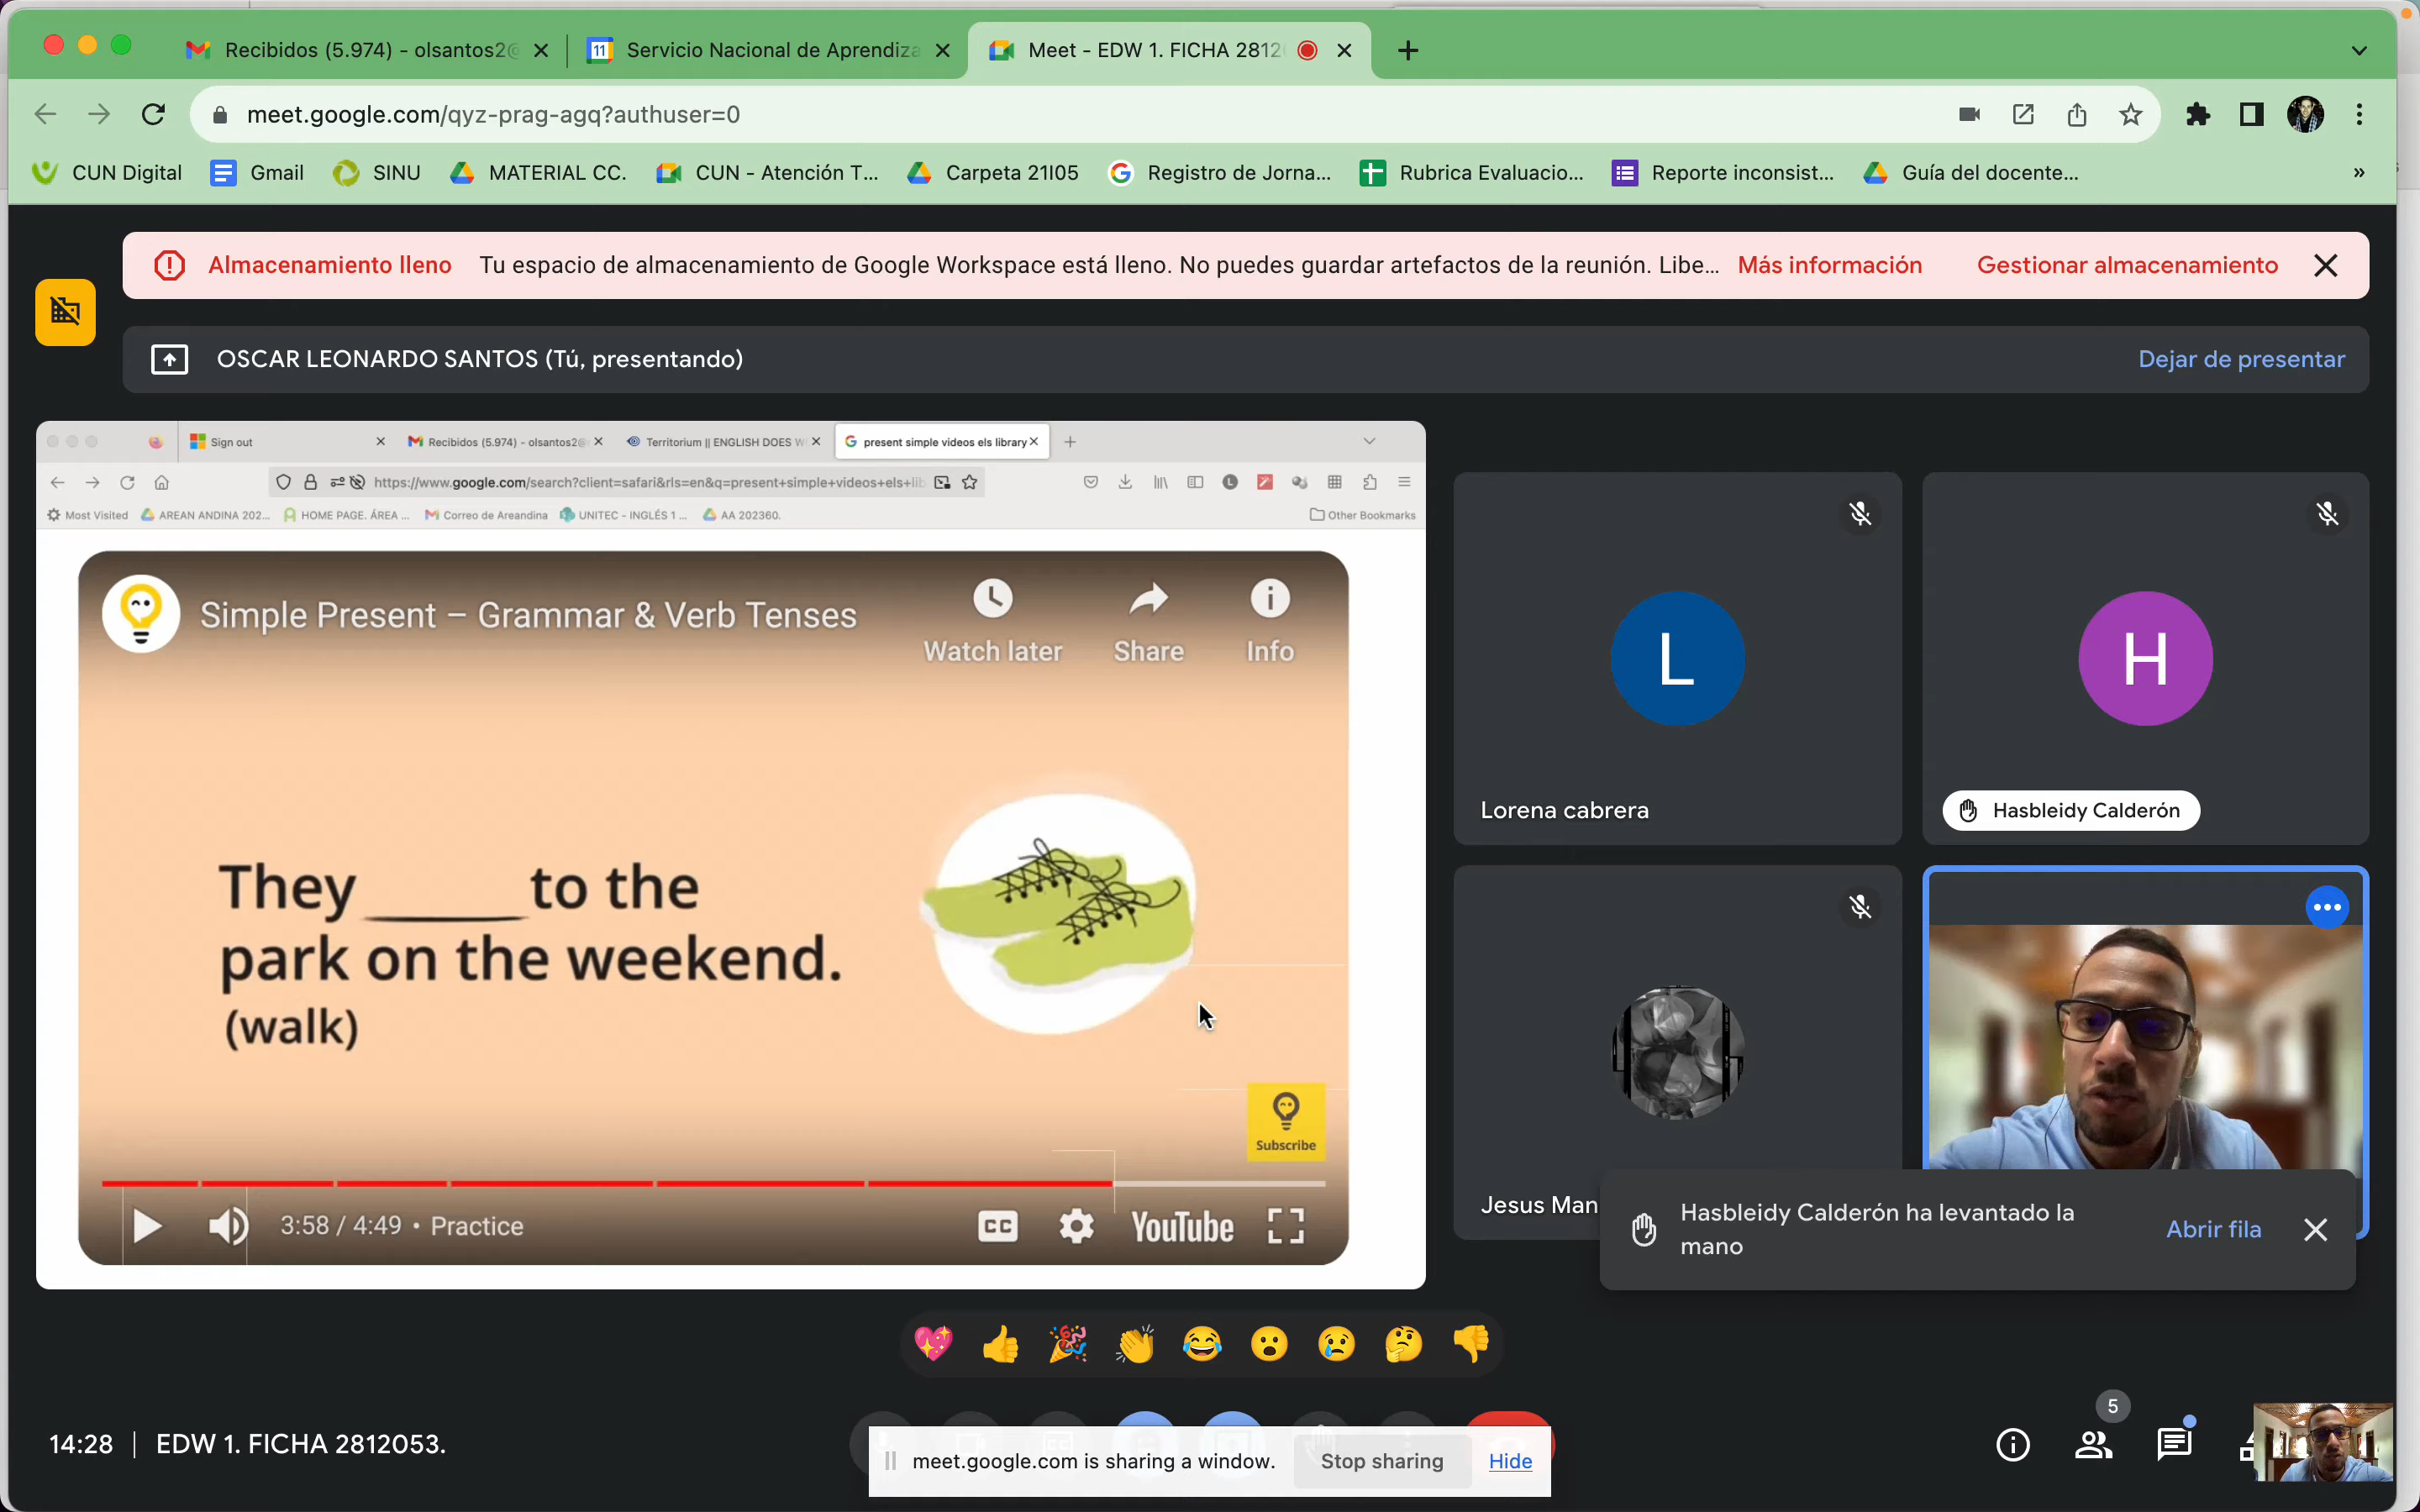 Recibidos (5.974) - olsantos2@
Servicio Nacional de Aprendiza
Meet - EDW 1. FICHA 2812
meet.google.com/qyz-prag-agq?authuser=0
CUN Digital
Gmail
SINU
MATERIAL CC.
CUN - Atención T...
Carpeta 21I05
Registro de Jorna...
Rubrica Evaluacio...
Reporte inconsist...
Guía del docente...
»
Almacenamiento lleno
Tu espacio de almacenamiento de Google Workspace está lleno. No puedes guardar artefactos de la reunión. Libe...
Más información
Gestionar almacenamiento
OSCAR LEONARDO SANTOS (Tú, presentando)
Dejar de presentar
Sign out
Recibidos (5.974) - olsantos2@
Territorium || ENGLISH DOES W
present simple videos els library
https://www.google.com/search?client=safari&rls=en&q=present+simple+videos+els+lib
Most Visited
AREAN ANDINA 202...
HOME PAGE. ÁREA ...
Correo de Areandina
UNITEC - INGLÉS 1 ...
AA 202360.
Other Bookmarks
Simple Present – Grammar & Verb Tenses
Watch later
Share
Info
They_____to the
park on the weekend.
(walk)
Subscribe
3:58 / 4:49 • Practice
CC
YouTube
L
Lorena cabrera
H
Hasbleidy Calderón
Jesus Man
Hasbleidy Calderón ha levantado la
mano
Abrir fila
14:28 | EDW 1. FICHA 2812053.
meet.google.com is sharing a window.
Stop sharing
Hide
5